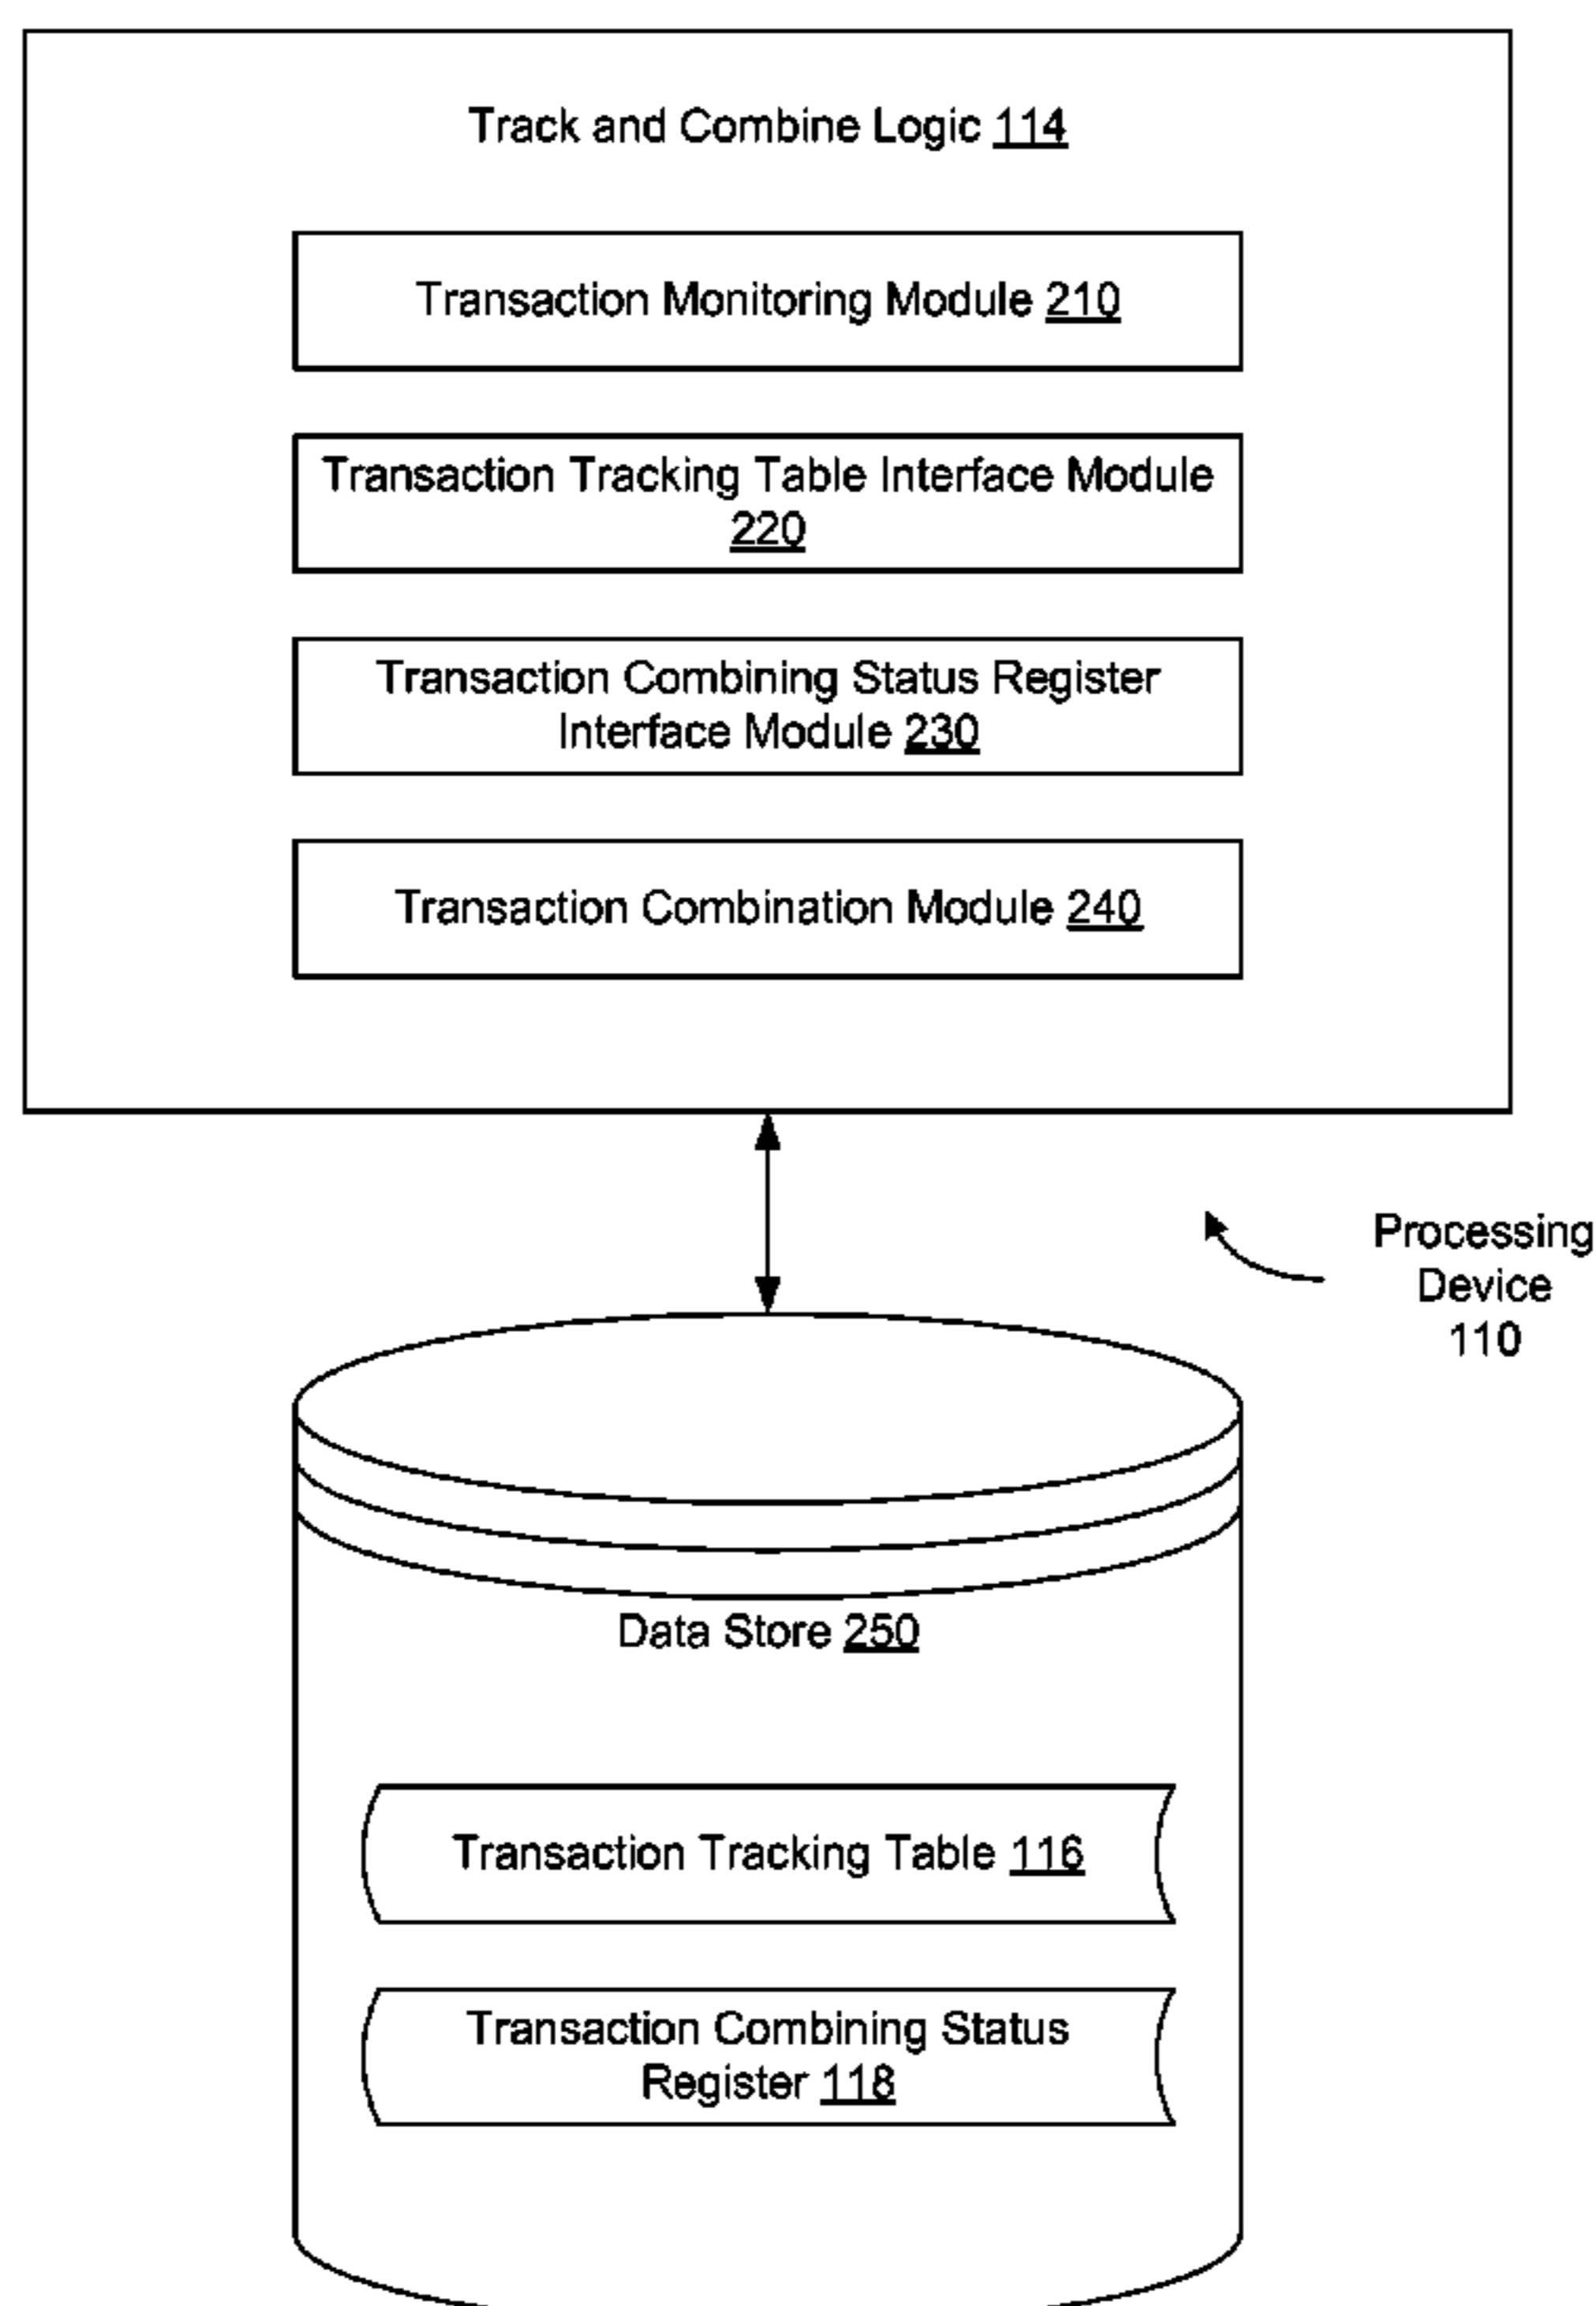 Track and Combine Logic 114
Transaction Monitoring Module 210
Transaction Tracking Table Interface Module
220
Transaction Combining Status Register
Interface Module 230
Transaction Combination Module 240
Processing
Device
110
Data Store 250
Transaction Tracking Table 116
Transaction Combining Status
Register 118